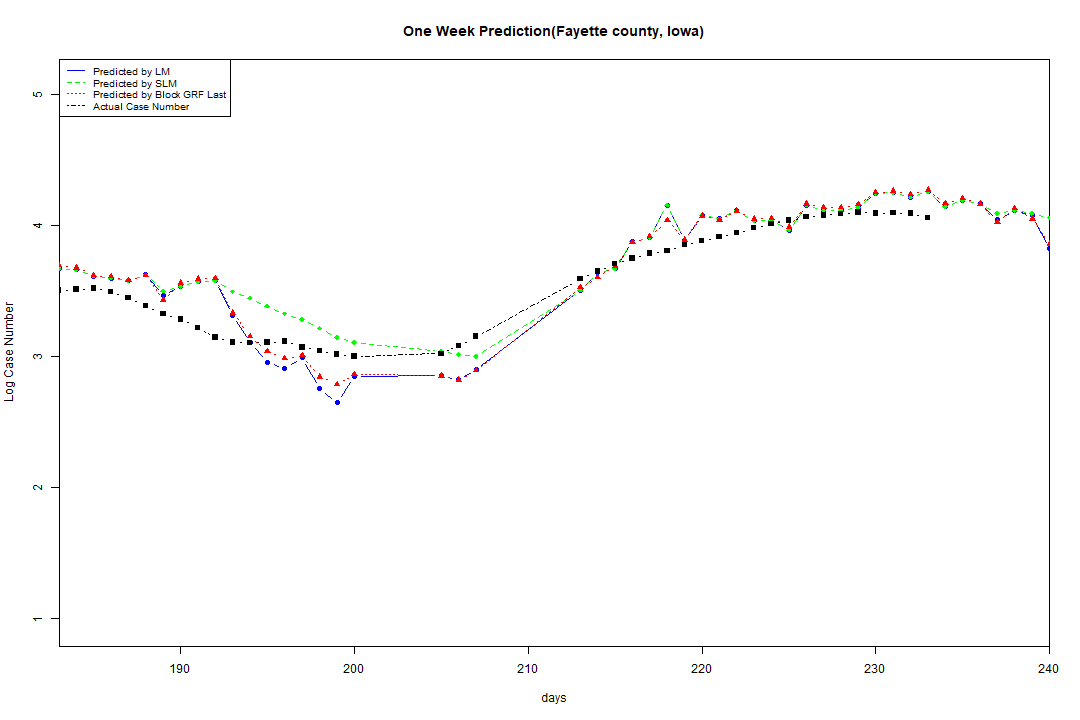 One Week Prediction(Fayette county, Iowa)
Predicted by LM
Predicted by SLM
Predicted by Block GRF Last
Actual Case Number
5
4
3
2
1
Log Case Number
190 200 210 220 230 240
days